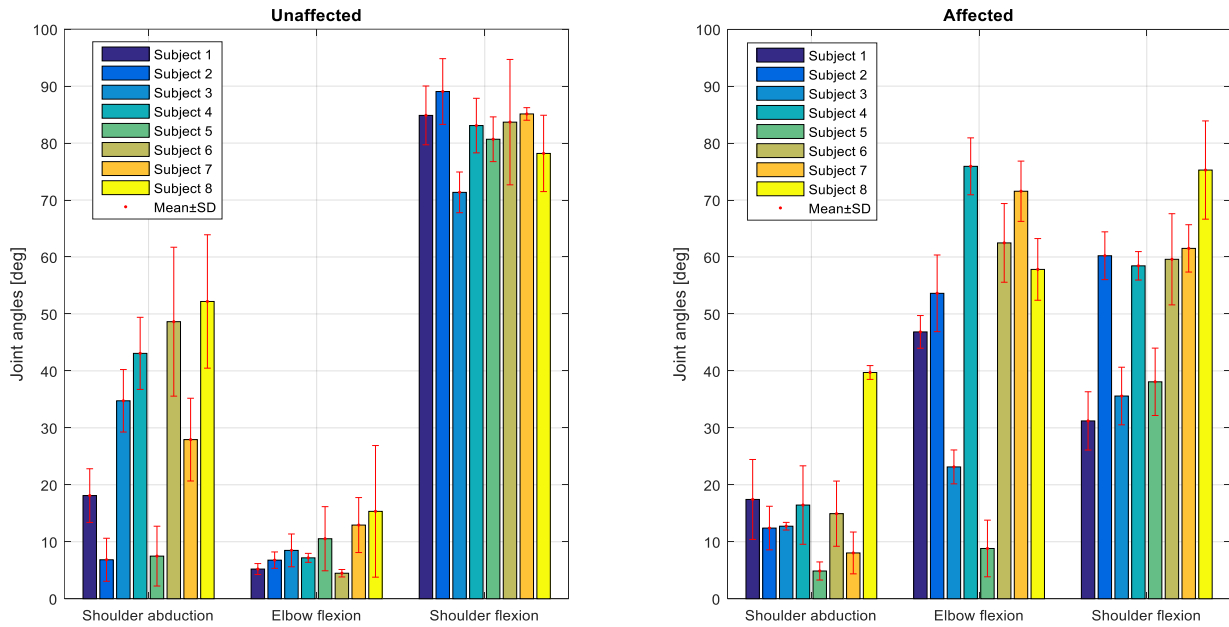 Unaffected
Joint angles [deg]
100
90
80
70
60
50
40
30
20
10
0
Subject 1
Subject 2
Subject 3
Subject 4
Subject 5
Subject 6
Subject 7
Subject 8
Mean±SD
Shoulder abduction
Elbow flexion
Shoulder flexion
Affected
Joint angles [deg]
100
90
80
70
60
50
40
30
20
10
0
Subject 1
Subject 2
Subject 3
Subject 4
Subject 5
Subject 6
Subject 7
Subject 8
Mean±SD
Shoulder abduction
Elbow flexion
Shoulder flexion